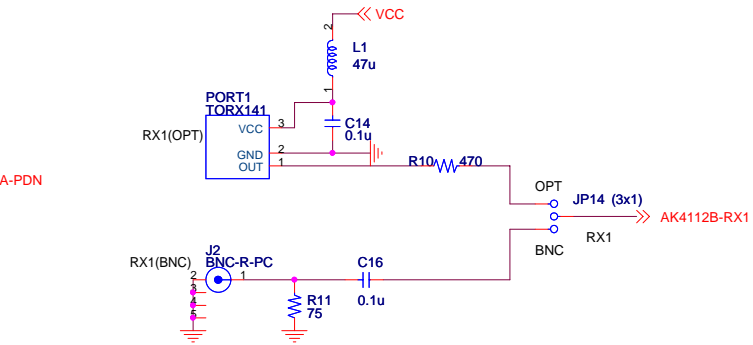 VCC
2
L1
47u
1
PORT1
TORX141
RX1(OPT)
VCC
3
C14
0.1u
GND
2
OUT
1
R10
470
A-PDN
OPT
JP14 (3x1)
AK4112B-RX1
RX1
BNC
J2
RX1(BNC)
BNC-R-PC
2
1
3
4
5
C16
0.1u
R11
75